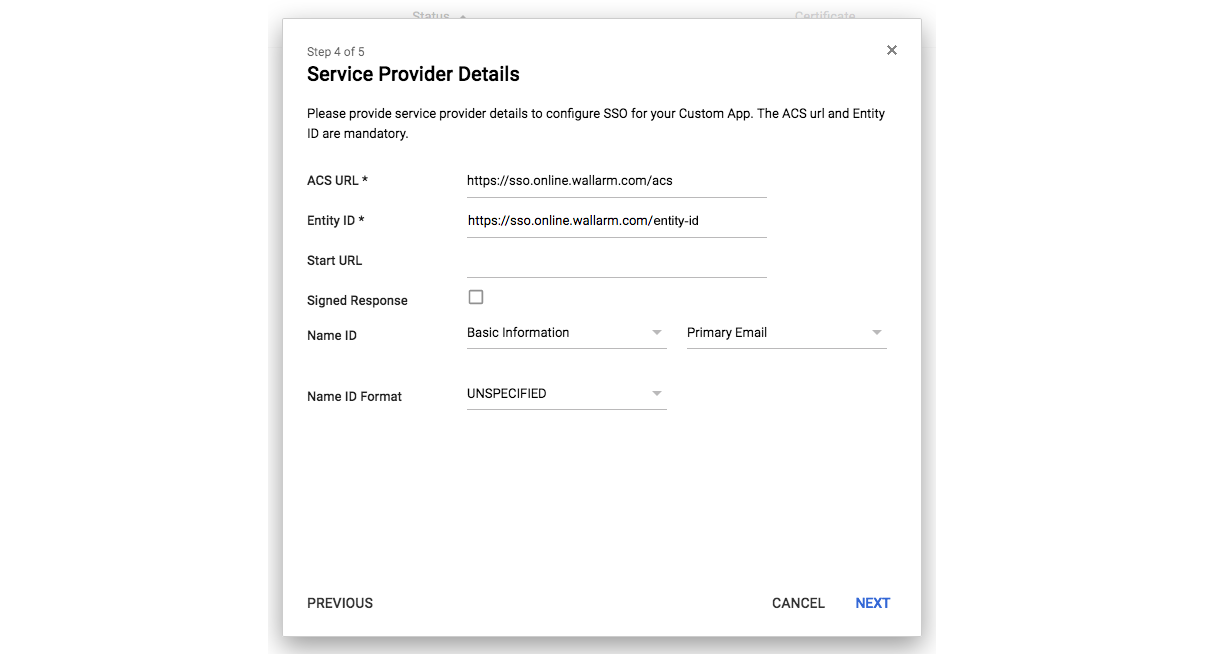 Status
Certificate
Step 4 of 5
Service Provider Details
Please provide service provider details to configure SSO for your Custom App. The ACS url and Entity
ID are mandatory.
ACS URL *
https://sso.online.wallarm.com/acs
Entity ID *
https://sso.online.wallarm.com/entity-id
Start URL
Signed Response
Name ID
Basic Information
Primary Email
Name ID Format
UNSPECIFIED
PREVIOUS
CANCEL
NEXT